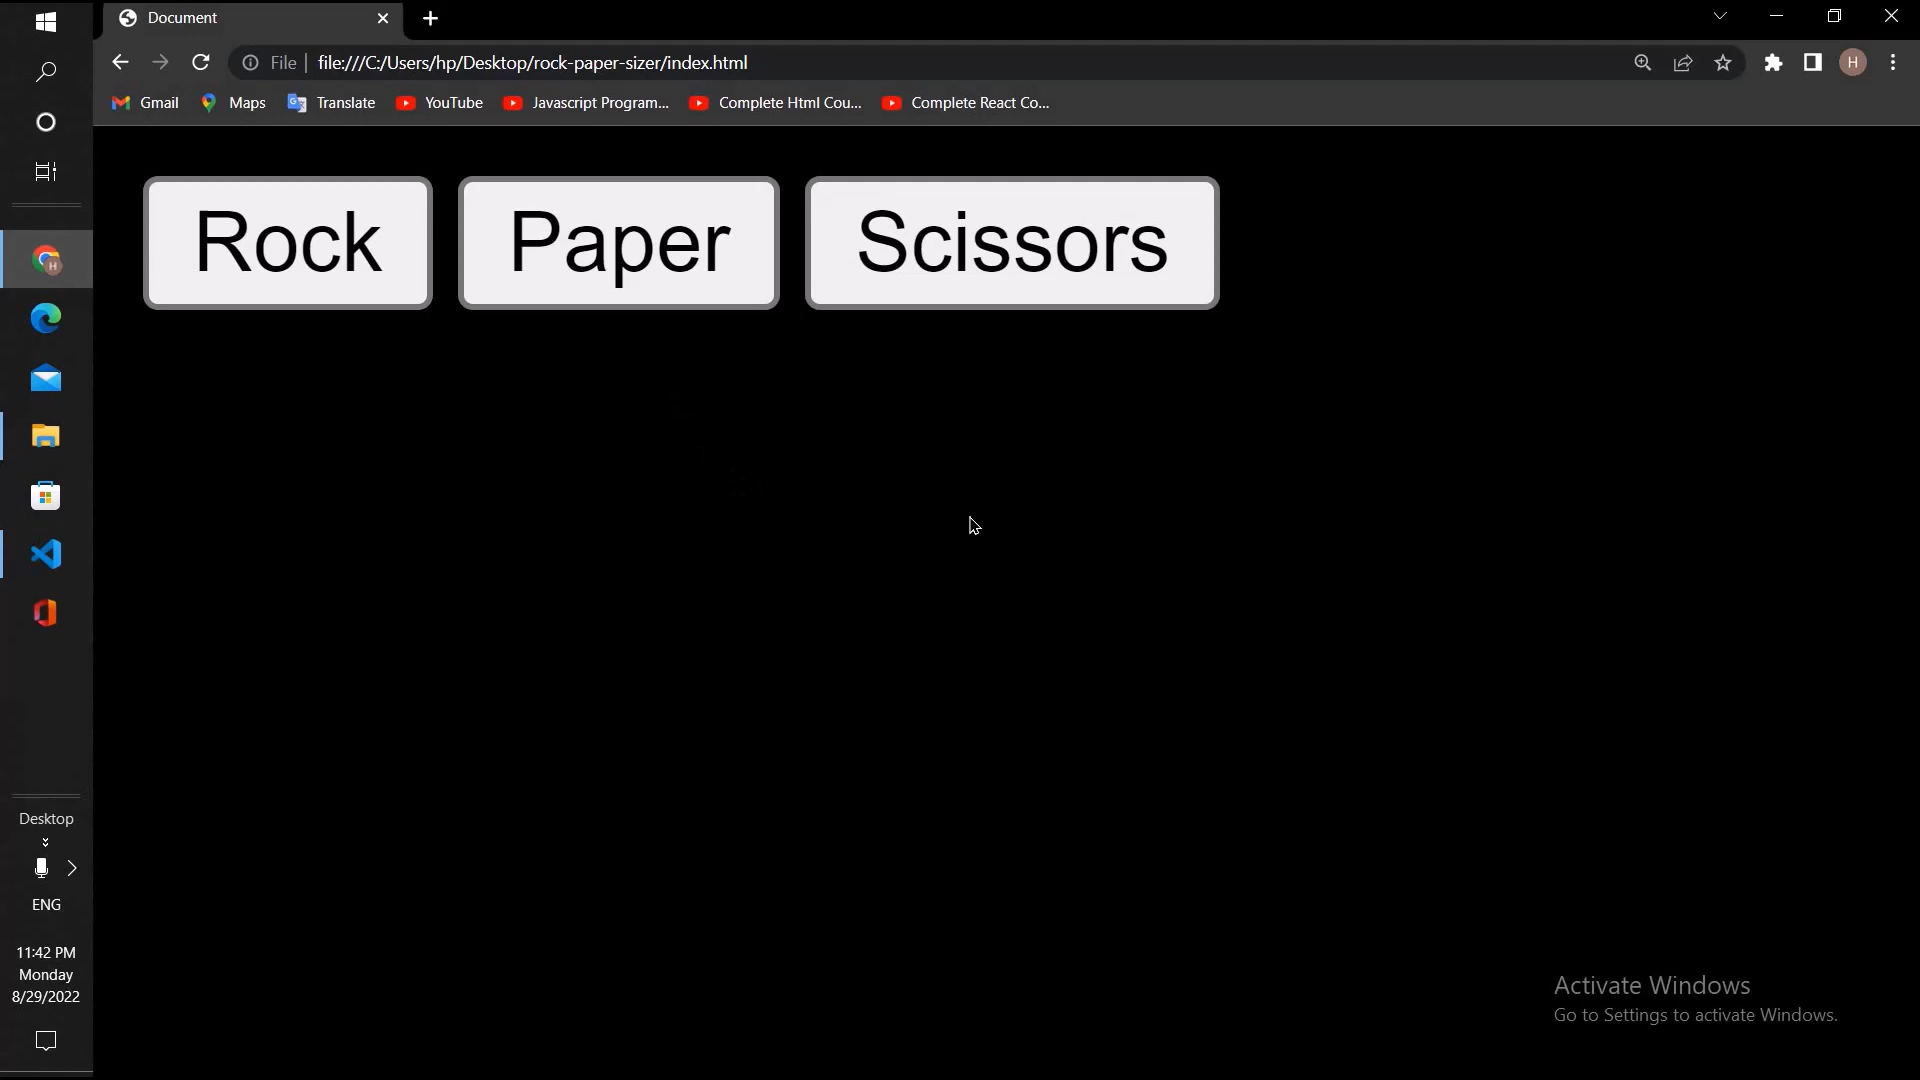 Document
File
file:///C:/Users/hp/Desktop/rock-paper-sizer/index.html
H
Gmail Maps Translate YouTube Javascript Program... Complete Html Cou... Complete React Co...
Rock Paper Scissors
Desktop
ENG
11:42 PM
Monday
8/29/2022
Activate Windows
Go to Settings to activate Windows.